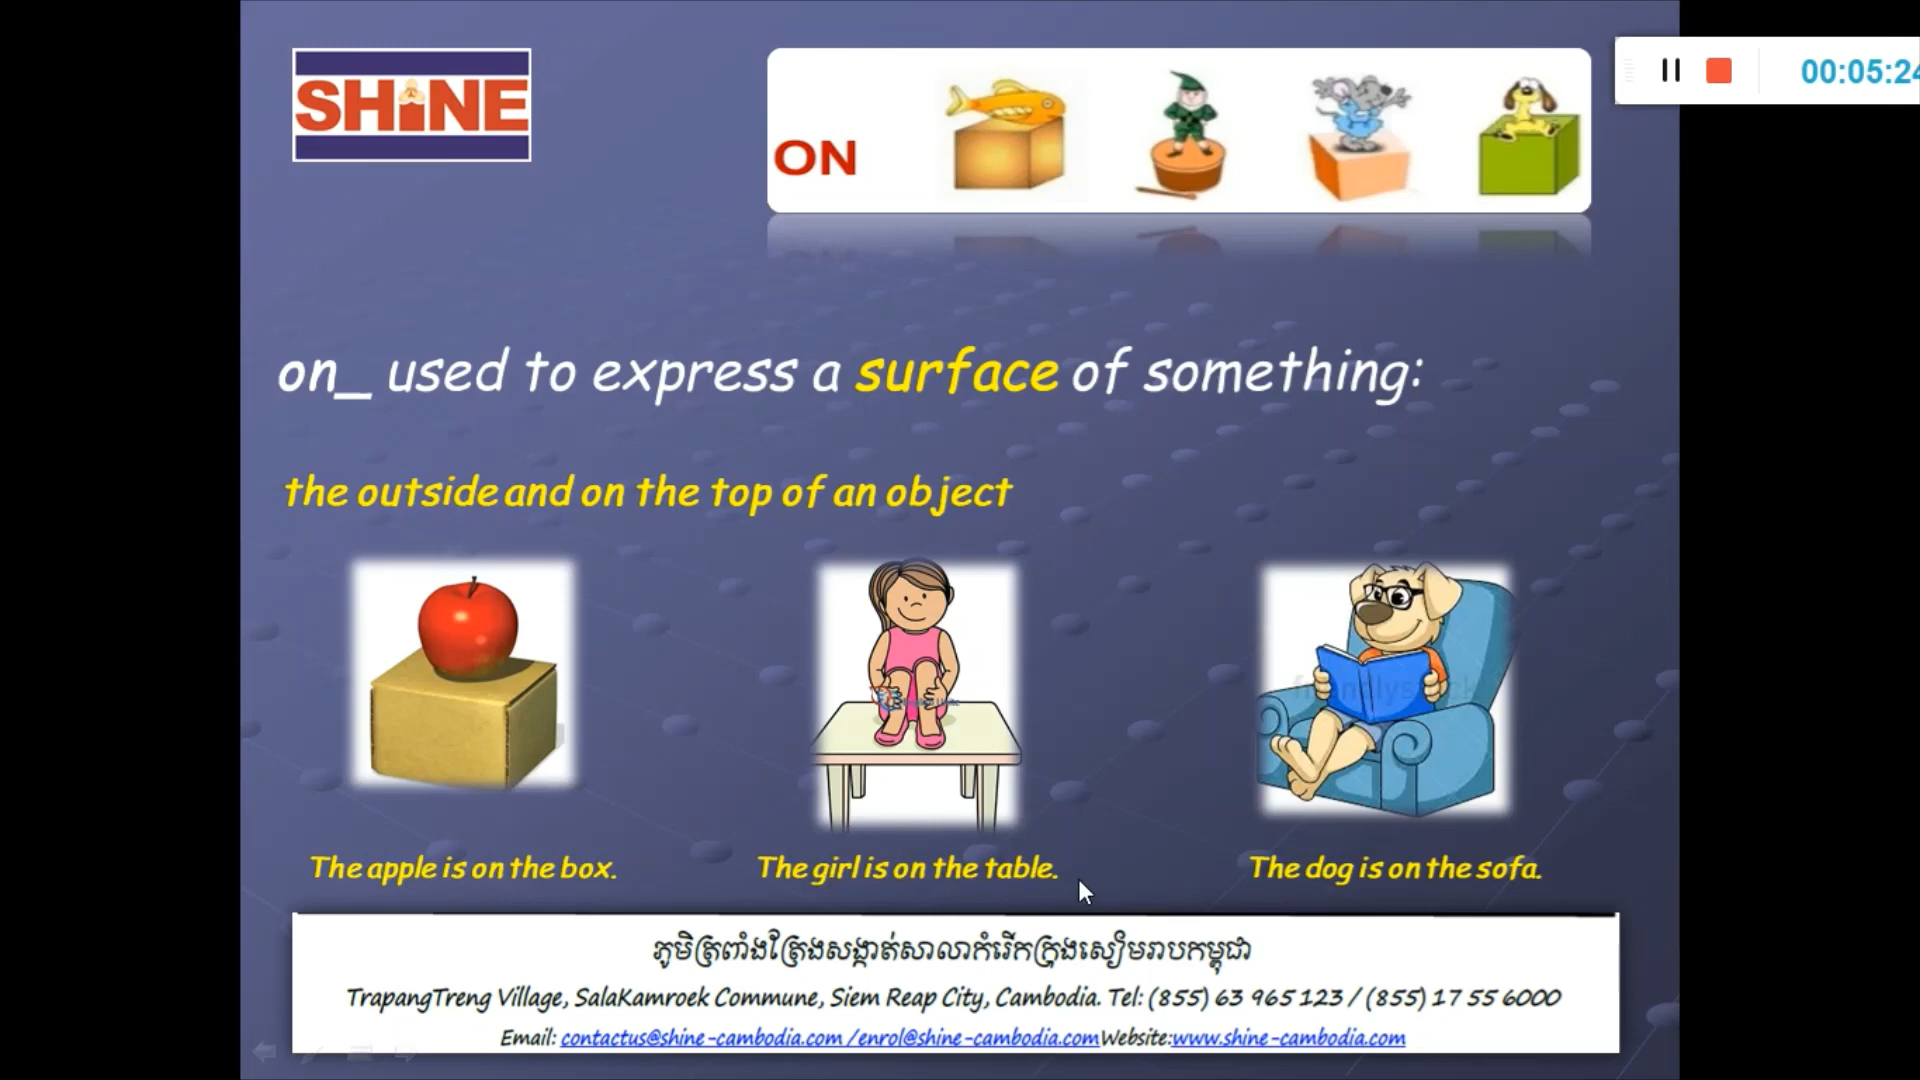 SHiNE
00:05:24
ON
on_ used to express a surface of something:
the outside and on the top of an object
The apple is on the box.
The girl is on the table.
The dog is on the sofa.
ភូមិត្រពាំងត្រែងសង្កាត់សាលាកំរើកក្រុងសៀមរាបកម្ពុជា
TrapangTreng Village, SalaKamroek Commune, Siem Reap City, Cambodia. Tel: (855) 63 965 123 / (855) 17 55 6000
Email: contactus@shine-cambodia.com /enrol@shine-cambodia.comWebsite:www.shine-cambodia.com